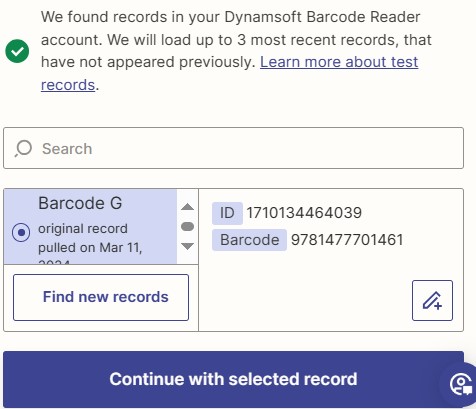 We found records in your Dynamsoft Barcode Reader
account. We will load up to 3 most recent records, that
have not appeared previously. Learn more about test
records.
Search
Barcode G
original record
pulled on Mar 11,
2024
Find new records
ID 1710134464039
Barcode 9781477701461
Continue with selected record